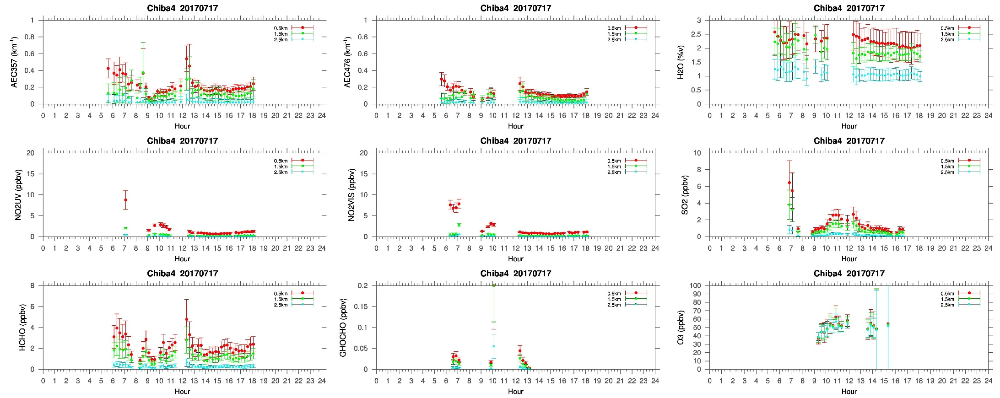 Chiba4 20170717
AEC357 (km-1)
1
0.8
0.6
0.4
0.2
0
0.5km
1.5km
2.5km
0 1 2 3 4 5 6 7 8 9 10 11 12 13 14 15 16 17 18 19 20 21 22 23 24
Hour
Chiba4 20170717
AEC476 (km-1)
1
0.8
0.6
0.4
0.2
0
0.5km
1.5km
2.5km
0 1 2 3 4 5 6 7 8 9 10 11 12 13 14 15 16 17 18 19 20 21 22 23 24
Hour
Chiba4 20170717
H2O (%v)
3
2.5
2
1.5
1
0.5
0
0.5km
1.5km
2.5km
0 1 2 3 4 5 6 7 8 9 10 11 12 13 14 15 16 17 18 19 20 21 22 23 24
Hour
Chiba4 20170717
NO2UV (ppbv)
20
15
10
5
0
0.5km
1.5km
2.5km
0 1 2 3 4 5 6 7 8 9 10 11 12 13 14 15 16 17 18 19 20 21 22 23 24
Hour
Chiba4 20170717
NO2VIS (ppbv)
20
15
10
5
0
0.5km
1.5km
2.5km
0 1 2 3 4 5 6 7 8 9 10 11 12 13 14 15 16 17 18 19 20 21 22 23 24
Hour
Chiba4 20170717
SO2 (ppbv)
10
8
6
4
2
0
0.5km
1.5km
2.5km
0 1 2 3 4 5 6 7 8 9 10 11 12 13 14 15 16 17 18 19 20 21 22 23 24
Hour
Chiba4 20170717
HCHO (ppbv)
8
6
4
2
0
0.5km
1.5km
2.5km
0 1 2 3 4 5 6 7 8 9 10 11 12 13 14 15 16 17 18 19 20 21 22 23 24
Hour
Chiba4 20170717
CHOCHO (ppbv)
0.2
0.15
0.1
0.05
0
0.5km
1.5km
2.5km
0 1 2 3 4 5 6 7 8 9 10 11 12 13 14 15 16 17 18 19 20 21 22 23 24
Hour
Chiba4 20170717
O3 (ppbv)
100
90
80
70
60
50
40
30
20
10
0
0.5km
1.5km
2.5km
0 1 2 3 4 5 6 7 8 9 10 11 12 13 14 15 16 17 18 19 20 21 22 23 24
Hour